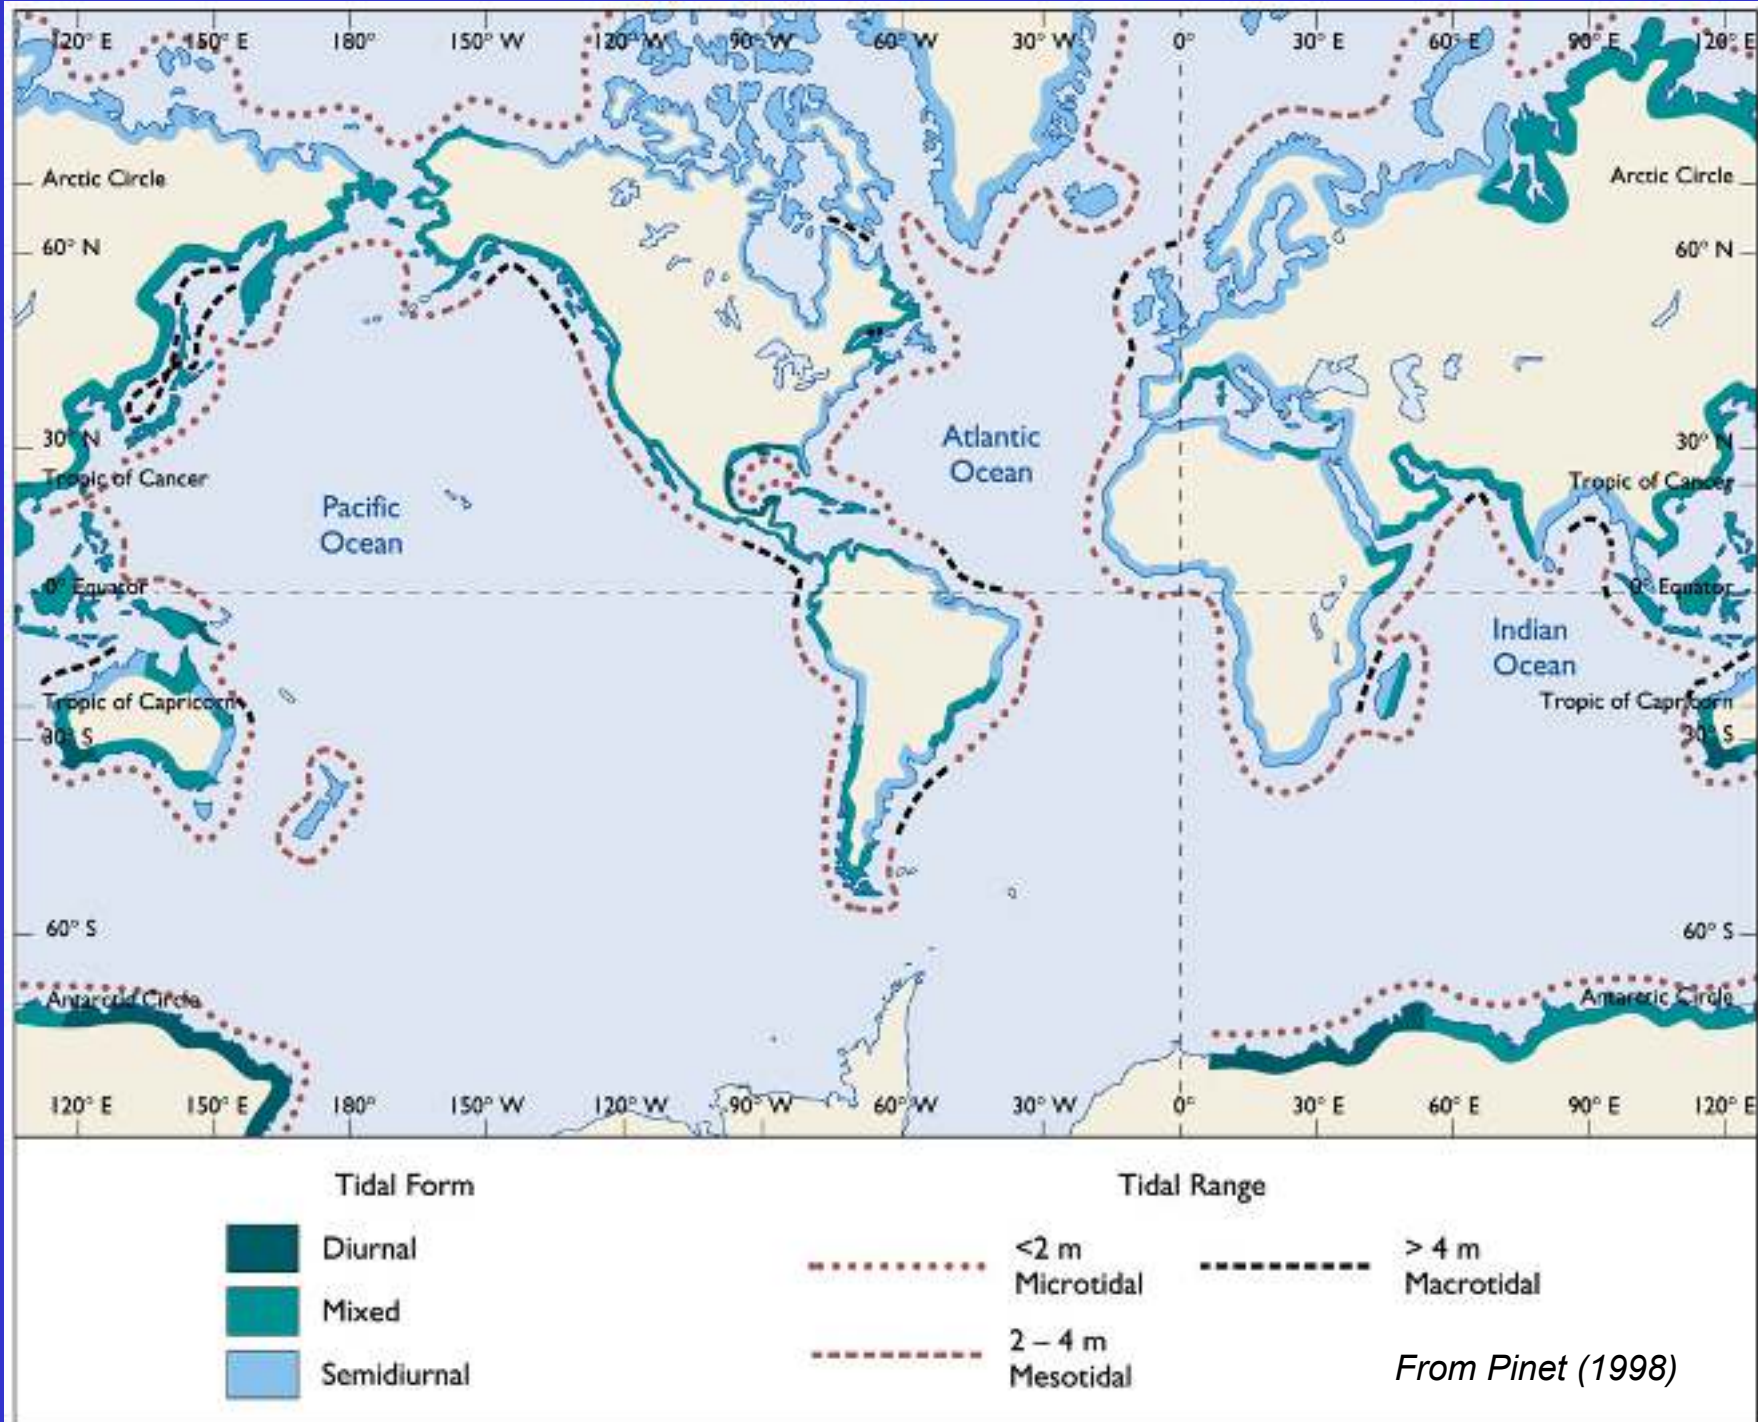 120° E 150° E 180° 150° W 120° W 90° W 60° W 30° W 0° 30° E 60° E 90° E 120° E
Arctic Circle Arctic Circle
60° N 60° N
Atlantic
Ocean
30° N 30° N
Tropic of Cancer Tropic of Cancer
Pacific
Ocean
0° Equator 0° Equator
Indian
Ocean
Tropic of Capricorn Tropic of Capricorn
30° S 30° S
60° S 60° S
Antarctic Circle Antarctic Circle
120° E 150° E 180° 150° W 120° W 90° W 60° W 30° W 0° 30° E 60° E 90° E 120° E
Tidal Form
Diurnal
Mixed
Semidiurnal
Tidal Range
<2 m
Microtidal
> 4 m
Macrotidal
2 – 4 m
Mesotidal
From Pinet (1998)